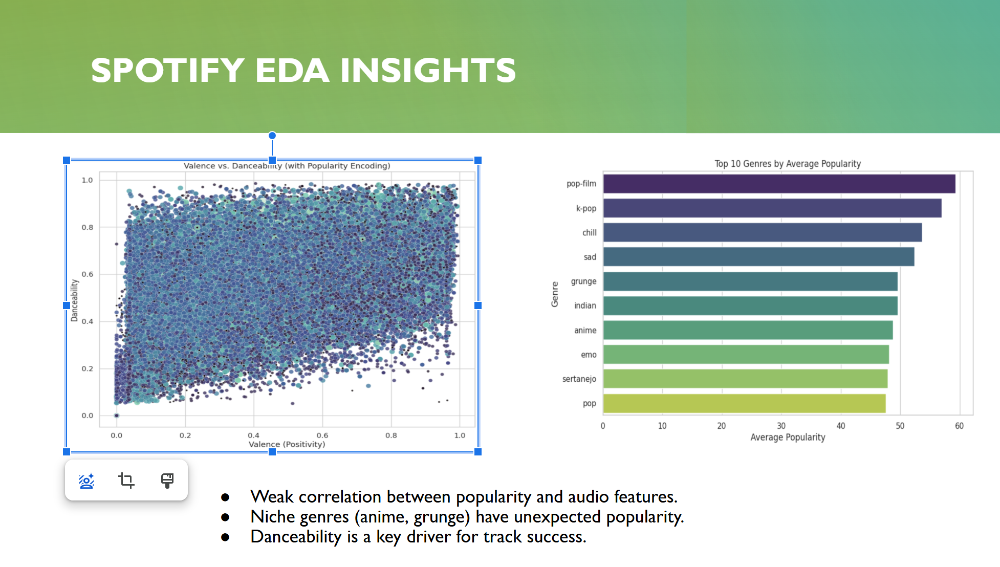 SPOTIFY EDA INSIGHTS
Valence vs. Danceability (with Popularity Encoding)
1.0
0.8
0.6
0.4
0.2
0.0
Danceability
0.0 0.2 0.4 0.6 0.8 1.0
Valence (Positivity)
Top 10 Genres by Average Popularity
Genre
pop-film
k-pop
chill
sad
grunge
indian
anime
emo
sertanejo
pop
0 10 20 30 40 50 60
Average Popularity
● Weak correlation between popularity and audio features.
● Niche genres (anime, grunge) have unexpected popularity.
● Danceability is a key driver for track success.